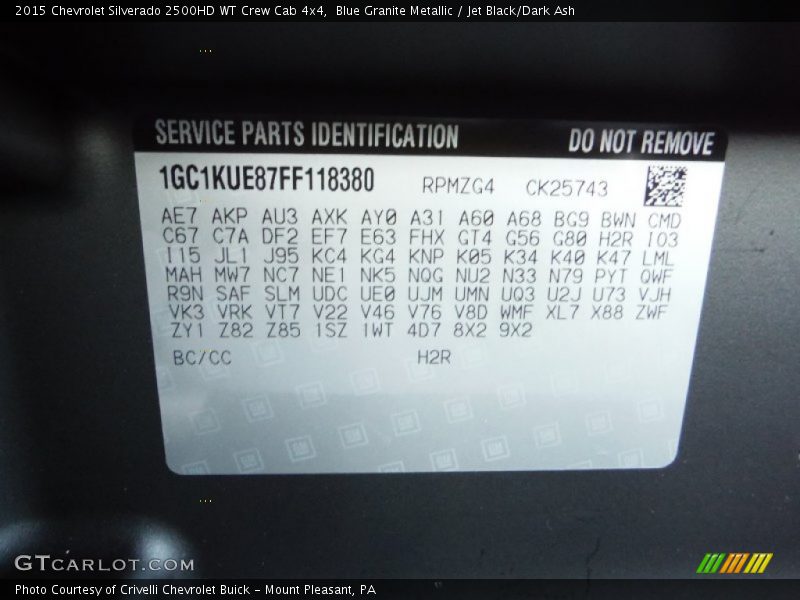 2015 Chevrolet Silverado 2500HD WT Crew Cab 4x4,  Blue Granite Metallic / Jet Black/Dark Ash
SERVICE PARTS IDENTIFICATION DO NOT REMOVE
1GC1KUE87FF118380 RPMZG4 CK25743
AE7 AKP AU3 AXK AY0 A31 A60 A68 BG9 BWN CMD
C67 C7A DF2 EF7 E63 FHX GT4 G56 G80 H2R IO3
I15 JL1 J95 KC4 KG4 KNP K05 K34 K40 K47 LML
MAH MW7 NC7 NE1 NK5 NQG NU2 N33 N79 PYT QWF
R9N SAF SLM UDC UE0 UJM UMN UQ3 U2J U73 VJH
VK3 VRK VT7 V22 V46 V76 V8D WMF XL7 X88 ZWF
ZY1 Z82 Z85 1SZ 1WT 4D7 8X2 9X2
BC/CC H2R
GTCARLOT.COM
Photo Courtesy of Crivelli Chevrolet Buick - Mount Pleasant, PA